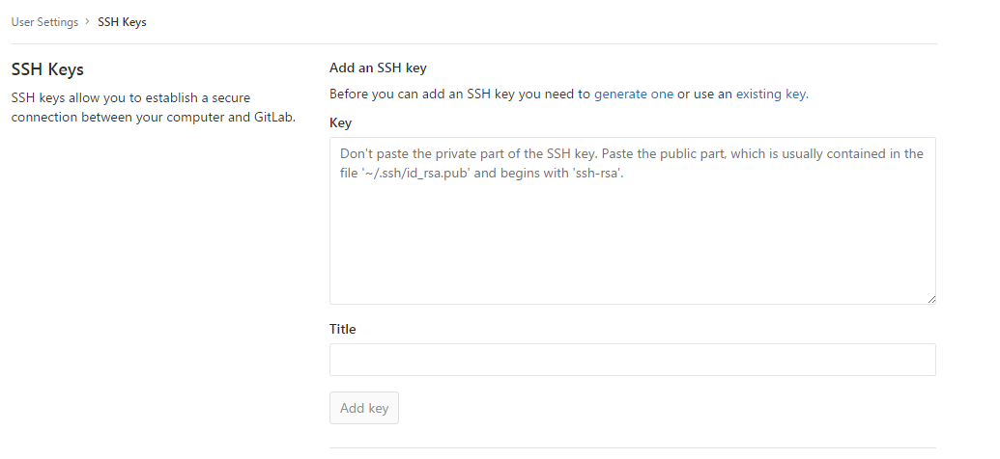 User Settings › SSH Keys
SSH Keys
SSH keys allow you to establish a secure
connection between your computer and GitLab.
Add an SSH key
Before you can add an SSH key you need to generate one or use an existing key.
Key
Don't paste the private part of the SSH key. Paste the public part, which is usually contained in the
file '~/.ssh/id_rsa.pub' and begins with 'ssh-rsa'.
Title
Add key